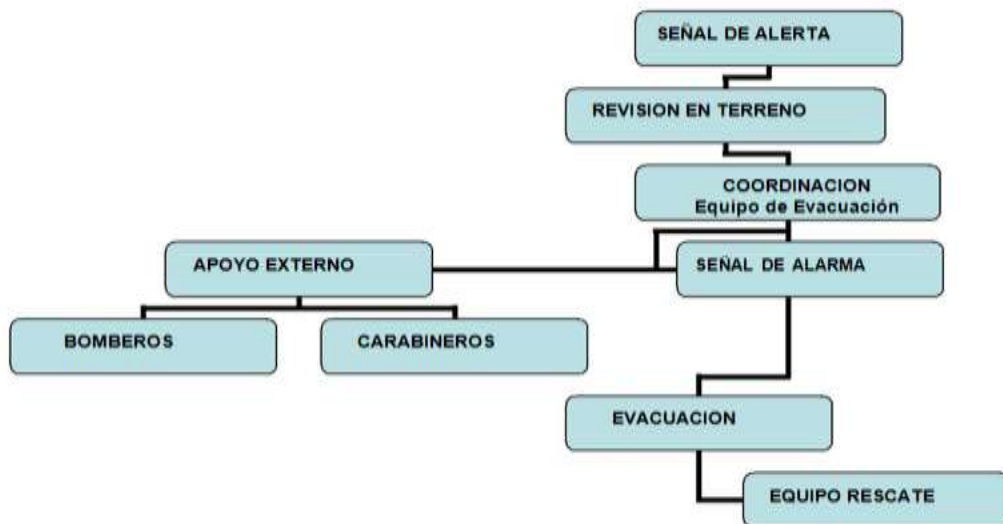 SEÑAL DE ALERTA
REVISION EN TERRENO
COORDINACION
Equipo de Evacuación
APOYO EXTERNO
SEÑAL DE ALARMA
BOMBEROS
CARABINEROS
EVACUACION
EQUIPO RESCATE